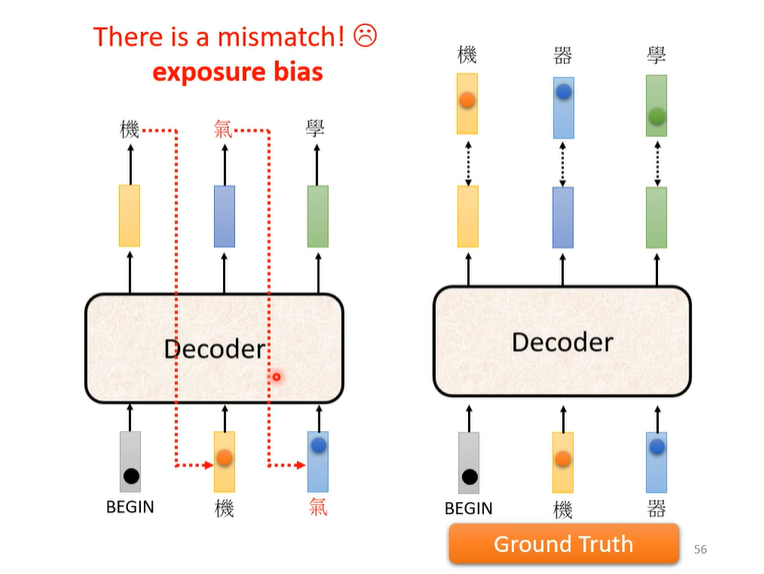 There is a mismatch! ☹
exposure bias
機 氣 學
Decoder
BEGIN 機 氣
機 器 學
Decoder
BEGIN 機 器
Ground Truth
56